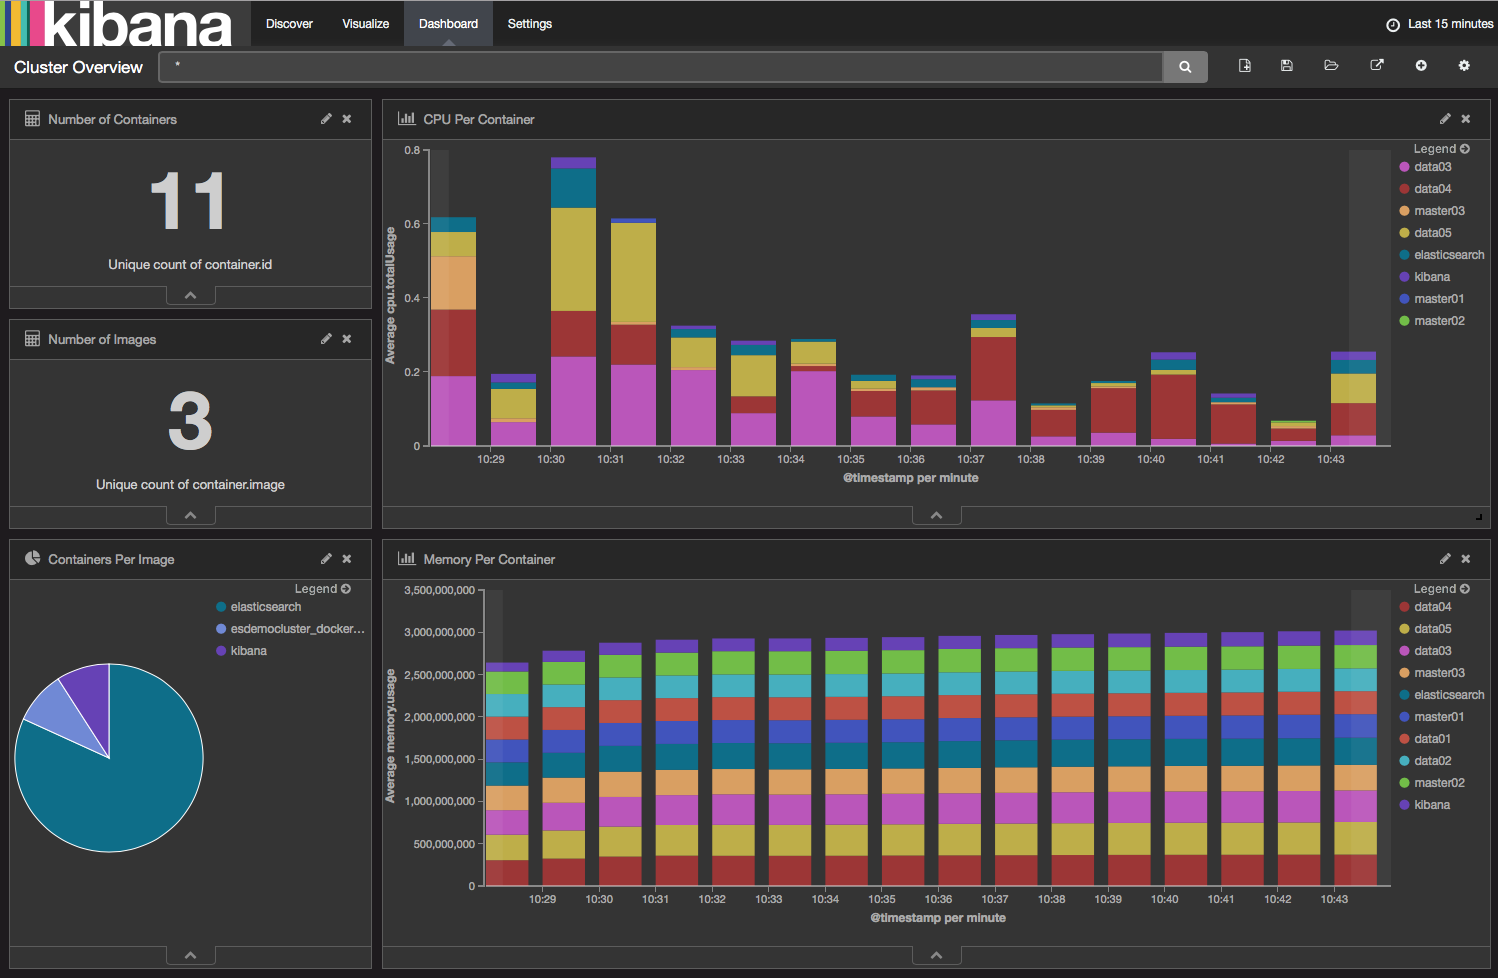 kibana
Discover
Visualize
Dashboard
Settings
Last 15 minutes
Cluster Overview
*
Number of Containers
11
Unique count of container.id
Number of Images
3
Unique count of container.image
CPU Per Container
Legend
data03
data04
master03
data05
elasticsearch
kibana
master01
master02
Average cpu.totalUsage
0.8
0.6
0.4
0.2
0
10:29 10:30 10:31 10:32 10:33 10:34 10:35 10:36 10:37 10:38 10:39 10:40 10:41 10:42 10:43
@timestamp per minute
Containers Per Image
Legend
elasticsearch
esdemocluster_docker...
kibana
Memory Per Container
Legend
data04
data05
data03
master03
elasticsearch
master01
data01
data02
master02
kibana
Average memory.usage
3,500,000,000
3,000,000,000
2,500,000,000
2,000,000,000
1,500,000,000
1,000,000,000
500,000,000
0
10:29 10:30 10:31 10:32 10:33 10:34 10:35 10:36 10:37 10:38 10:39 10:40 10:41 10:42 10:43
@timestamp per minute